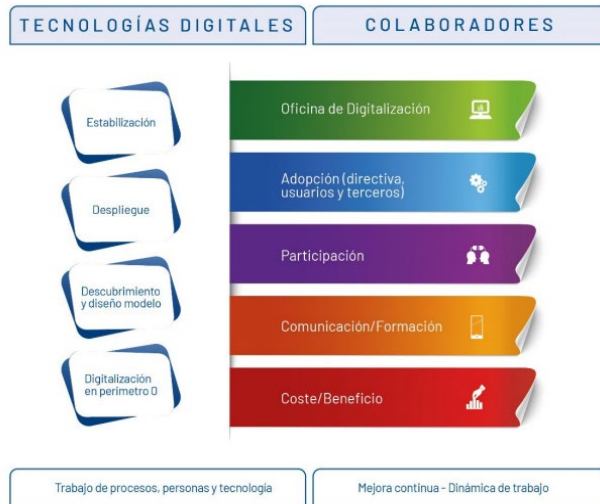 TECNOLOGÍAS DIGITALES
COLABORADORES
Estabilización
Despliegue
Descubrimiento
y diseño modelo
Digitalización
en perímetro 0
Oficina de Digitalización
Adopción (directiva,
usuarios y terceros)
Participación
Comunicación/Formación
Coste/Beneficio
Trabajo de procesos, personas y tecnología
Mejora continua - Dinámica de trabajo